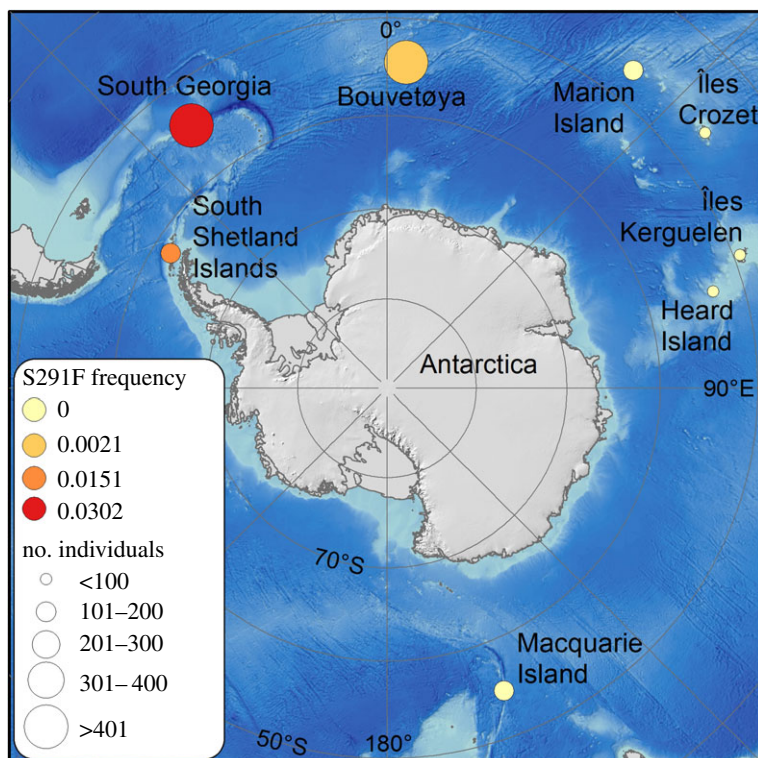 0°
South Georgia
Bouvetøya
Marion
Island
Îles
Crozet
South
Shetland
Islands
Îles
Kerguelen
Heard
Island
Antarctica
90°E
S291F frequency
0
0.0021
0.0151
0.0302
no. individuals
<100
101–200
201–300
301–400
>401
70°S
Macquarie
Island
50°S
180°